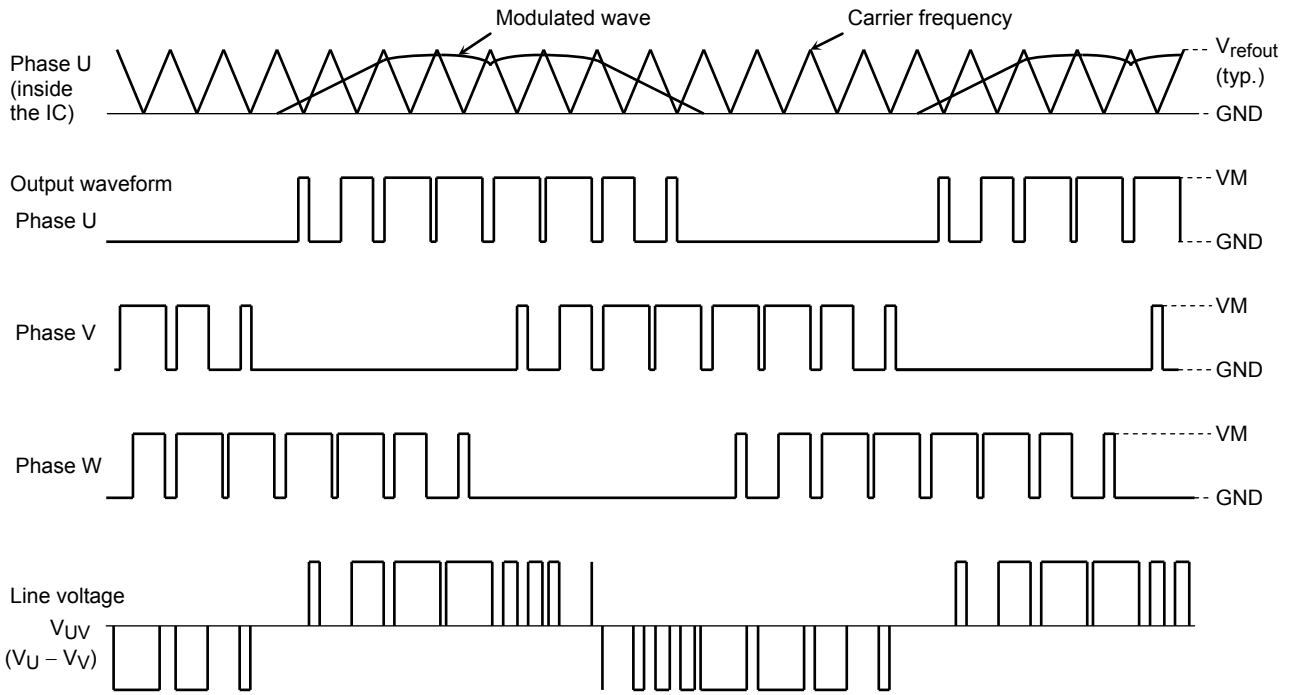 Modulated wave
Carrier frequency
Phase U
(inside
the IC)
Vrefout
(typ.)
GND
Output waveform
Phase U
VM
GND
Phase V
VM
GND
Phase W
VM
GND
Line voltage
VUV
(VU – VV)